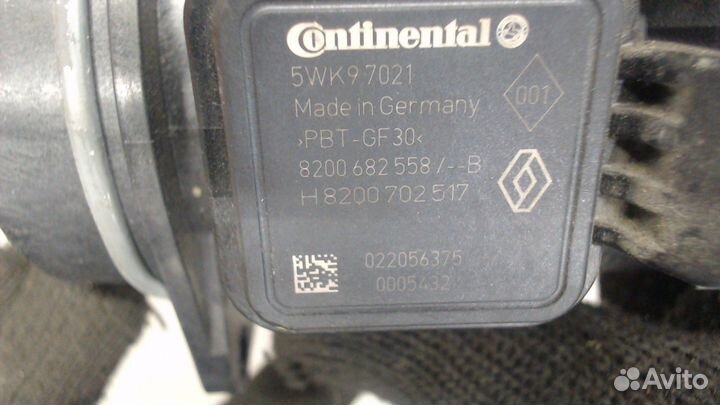 Continental
5WK9 7021
001
Made in Germany
›PBT-GF30‹
8200 682 558 /--B
H 8200 702 517
022056375
0005432
Avito